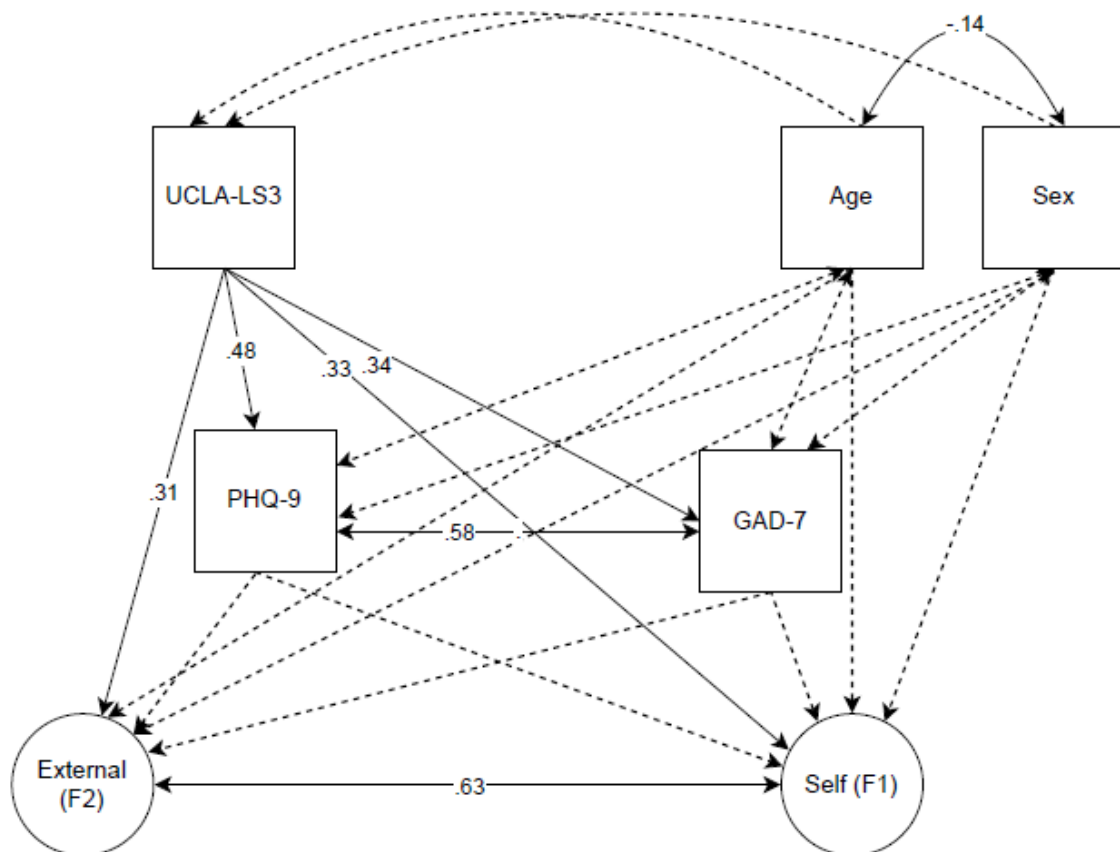 -.14
UCLA-LS3
Age
Sex
.48
.33
.34
.31
PHQ-9
.58
GAD-7
External
(F2)
.63
Self (F1)